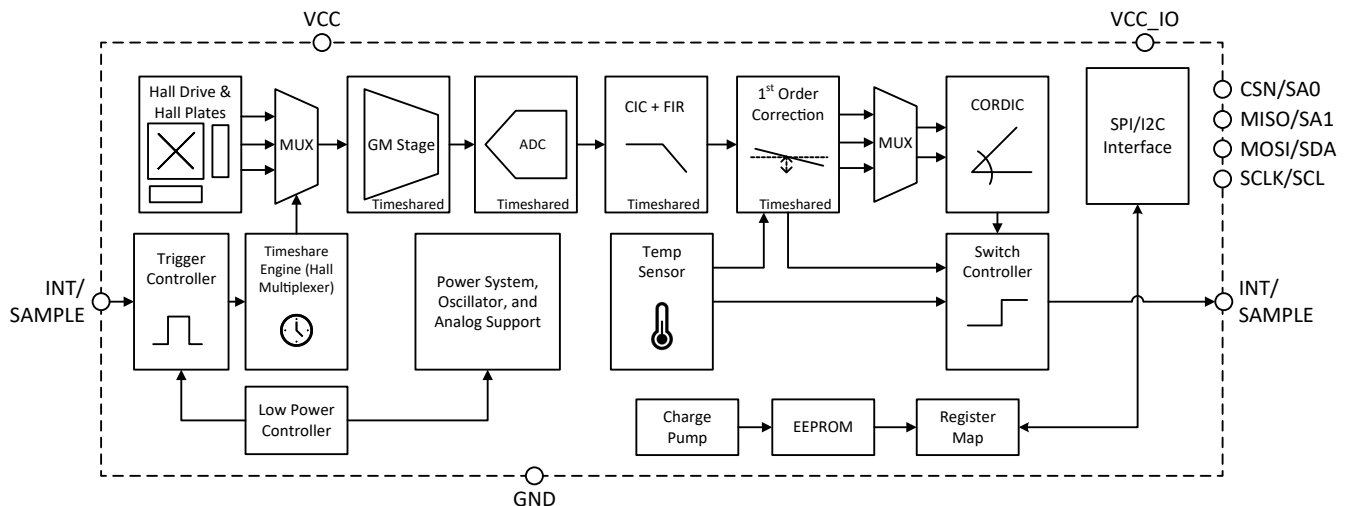 VCC
VCC_IO
Hall Drive &
Hall Plates
MUX
GM Stage
Timeshared
ADC
Timeshared
CIC + FIR
Timeshared
1st Order
Correction
Timeshared
MUX
CORDIC
SPI/I2C
Interface
CSN/SA0
MISO/SA1
MOSI/SDA
SCLK/SCL
INT/
SAMPLE
Trigger
Controller
Timeshare
Engine (Hall
Multiplexer)
Power System,
Oscillator, and
Analog Support
Temp
Sensor
Switch
Controller
INT/
SAMPLE
Low Power
Controller
Charge
Pump
EEPROM
Register
Map
GND